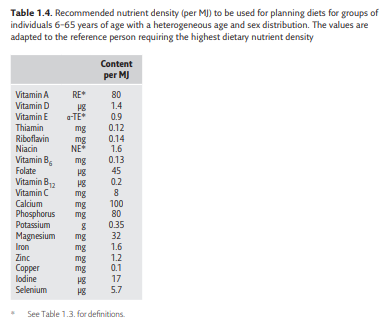 Table 1.4. Recommended nutrient density (per MJ) to be used for planning diets for groups of
individuals 6–65 years of age with a heterogeneous age and sex distribution. The values are
adapted to the reference person requiring the highest dietary nutrient density
Content
per MJ
Vitamin A RE* 80
Vitamin D µg 1.4
Vitamin E α-TE* 0.9
Thiamin mg 0.12
Riboflavin mg 0.14
Niacin NE* 1.6
Vitamin B6 mg 0.13
Folate µg 45
Vitamin B12 µg 0.2
Vitamin C mg 8
Calcium mg 100
Phosphorus mg 80
Potassium g 0.35
Magnesium mg 32
Iron mg 1.6
Zinc mg 1.2
Copper mg 0.1
Iodine µg 17
Selenium µg 5.7
* See Table 1.3. for definitions.